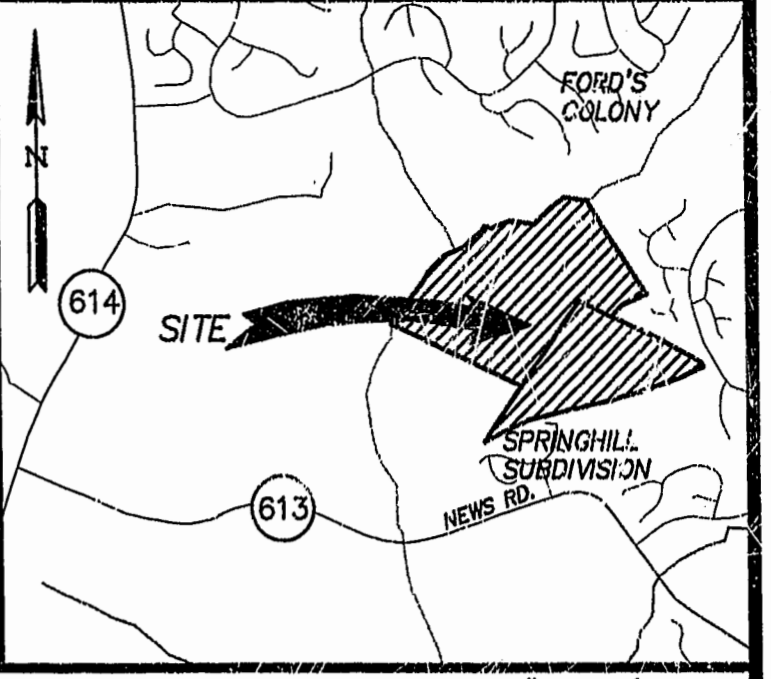 FORD'S
COLONY
N
614
SITE
SPRINGHILL
SUBDIVISION
613
NEWS RD.